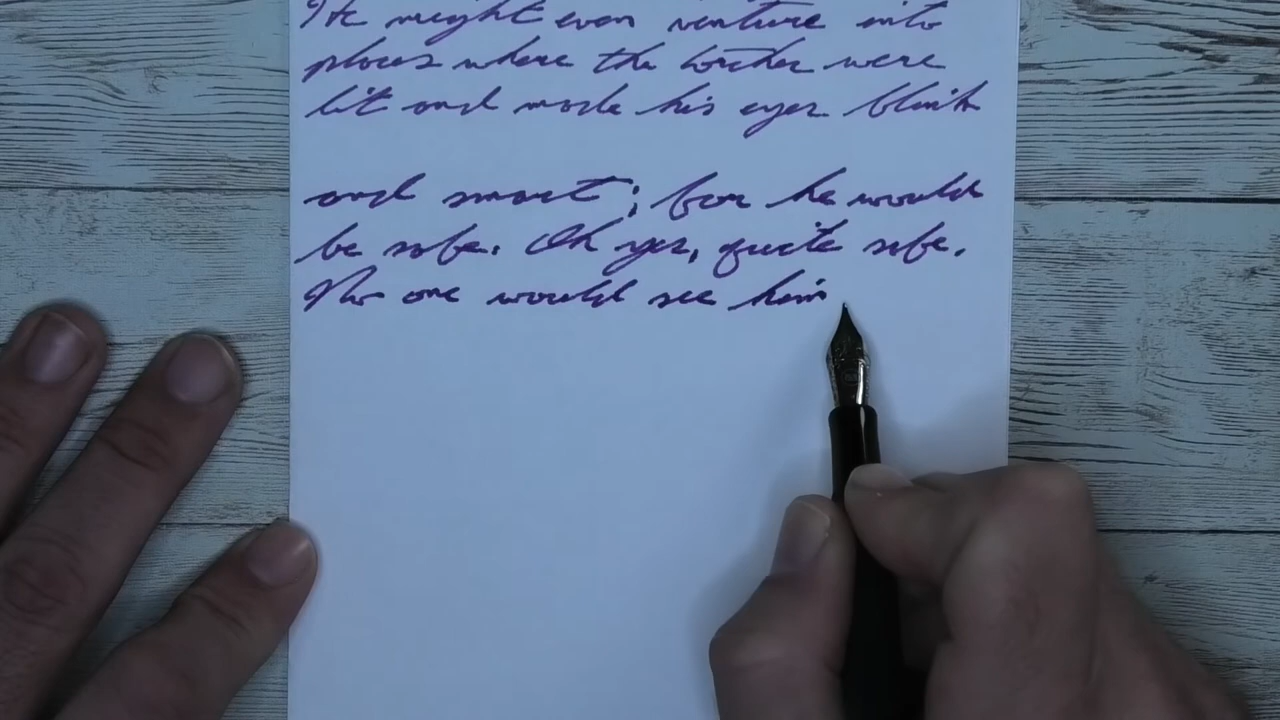 He might even venture into
places where the torches were
lit and made his eyes blink
and smart; for he would
be safe. Oh yes, quite safe.
No one would see him